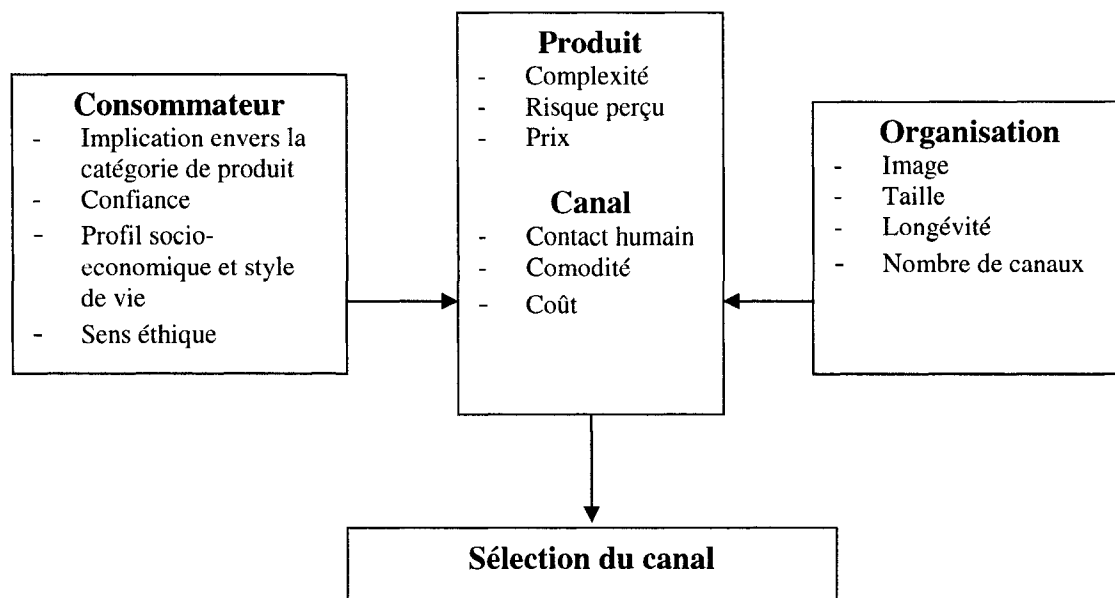 Consommateur
- Implication envers la
catégorie de produit
- Confiance
- Profil socio-
economique et style
de vie
- Sens éthique
Produit
- Complexité
- Risque perçu
- Prix
Canal
- Contact humain
- Comodité
- Coût
Organisation
- Image
- Taille
- Longévité
- Nombre de canaux
Sélection du canal